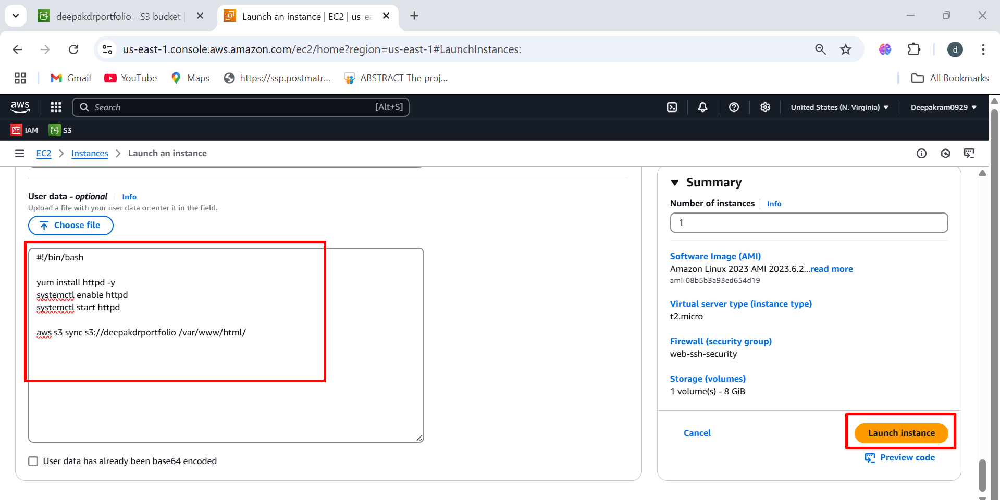 deepakdrportfolio - S3 bucket |
Launch an instance | EC2 | us-ea
us-east-1.console.aws.amazon.com/ec2/home?region=us-east-1#LaunchInstances:
d
Gmail
YouTube
Maps
https://ssp.postmatr...
ABSTRACT The proj...
All Bookmarks
aws
Search
[Alt+S]
United States (N. Virginia)
Deepakram0929
IAM
S3
EC2
Instances
Launch an instance
User data - optional
Info
Upload a file with your user data or enter it in the field.
Choose file
#!/bin/bash
yum install httpd -y
systemctl enable httpd
systemctl start httpd
aws s3 sync s3://deepakdrportfolio /var/www/html/
User data has already been base64 encoded
Summary
Number of instances
Info
1
Software Image (AMI)
Amazon Linux 2023 AMI 2023.6.2...read more
ami-08b5b3a93ed654d19
Virtual server type (instance type)
t2.micro
Firewall (security group)
web-ssh-security
Storage (volumes)
1 volume(s) - 8 GiB
Cancel
Launch instance
Preview code